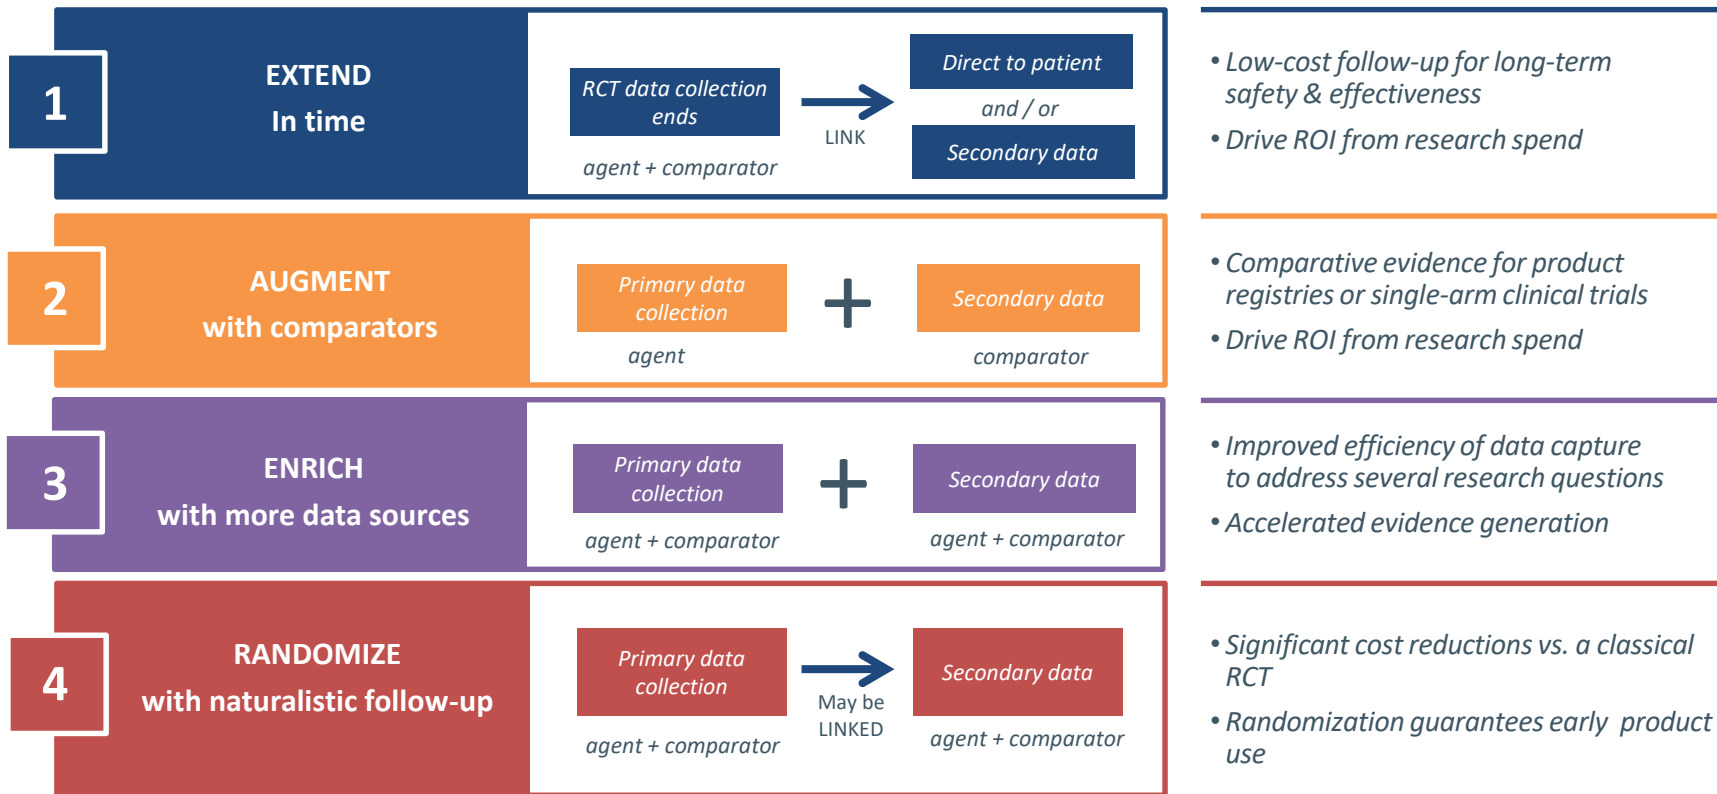 1
EXTEND
In time
RCT data collection
ends
agent + comparator
LINK
Direct to patient
and / or
Secondary data
• Low-cost follow-up for long-term
safety & effectiveness
• Drive ROI from research spend
2
AUGMENT
with comparators
Primary data
collection
agent
+
Secondary data
comparator
• Comparative evidence for product
registries or single-arm clinical trials
• Drive ROI from research spend
3
ENRICH
with more data sources
Primary data
collection
agent + comparator
+
Secondary data
agent + comparator
• Improved efficiency of data capture
to address several research questions
• Accelerated evidence generation
4
RANDOMIZE
with naturalistic follow-up
Primary data
collection
agent + comparator
May be
LINKED
Secondary data
agent + comparator
• Significant cost reductions vs. a classical
RCT
• Randomization guarantees early product
use